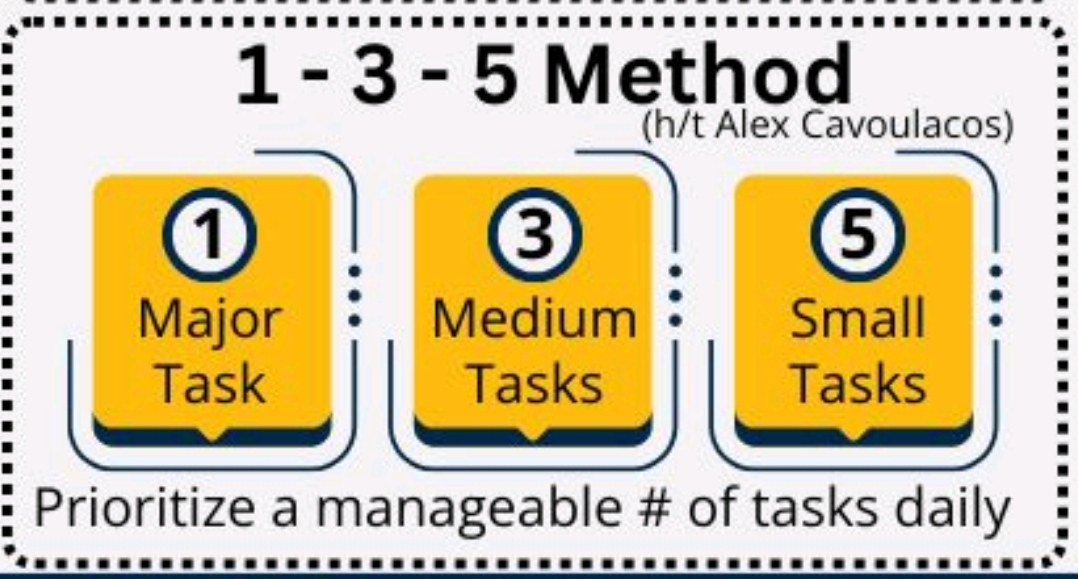 1 - 3 - 5 Method
(h/t Alex Cavoulacos)
1
Major
Task
3
Medium
Tasks
5
Small
Tasks
Prioritize a manageable # of tasks daily